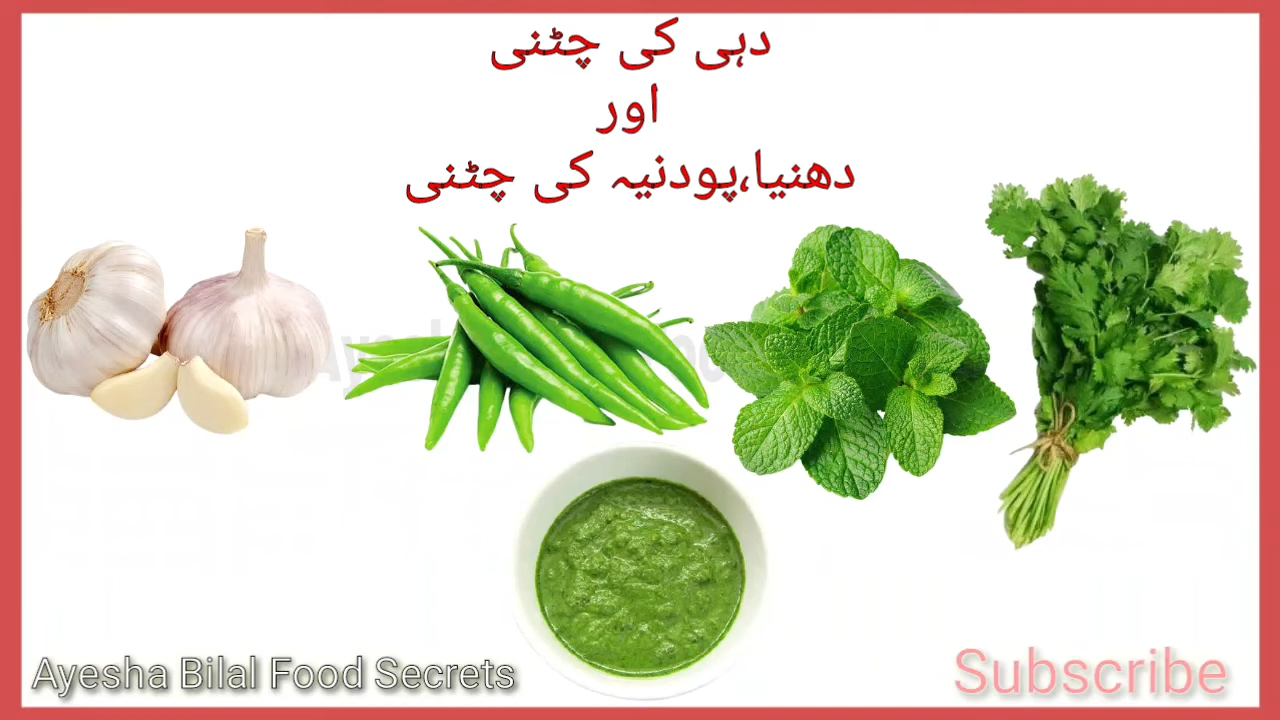 دہی کی چٹنی
اور
دھنیا،پودنیہ کی چٹنی
Ayesha Bilal Food Secrets
Subscribe